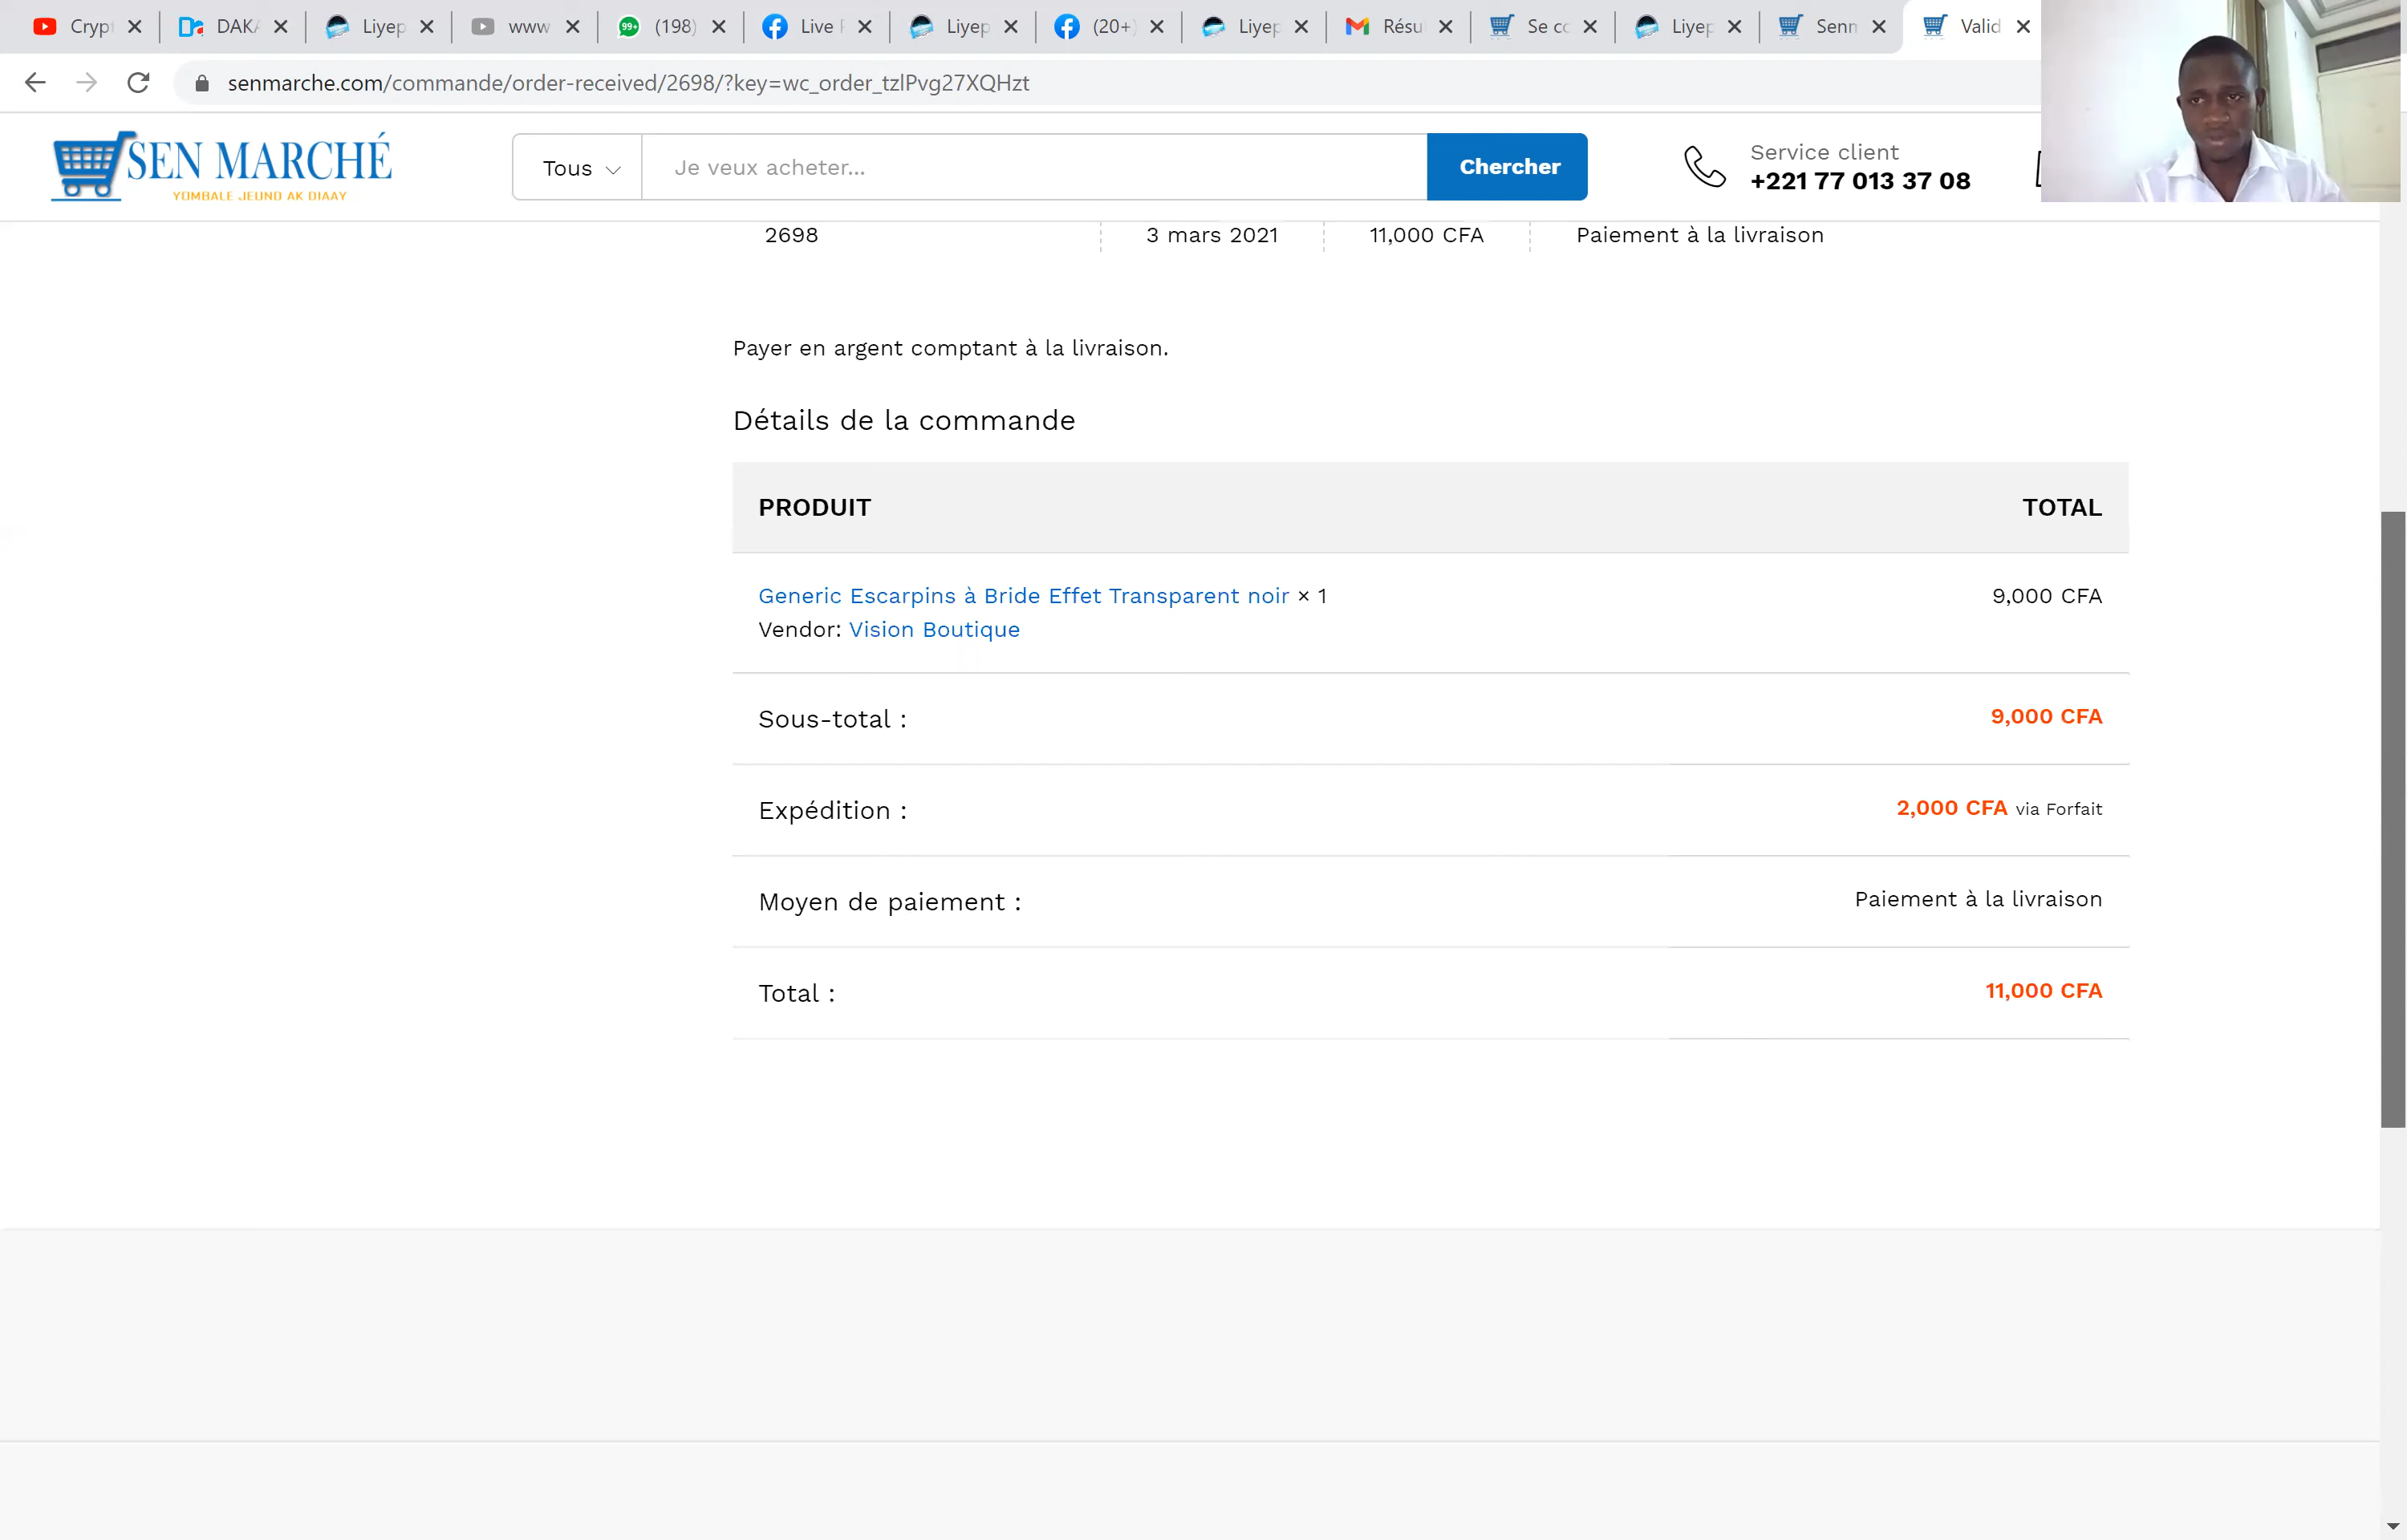 Crypt
DAKA
Liyep
www
99+
(198)
Live
Liyep
(20+)
Liyep
Résu
Se co
Liyep
Senn
Valid
senmarche.com/commande/order-received/2698/?key=wc_order_tzlPvg27XQHzt
SEN MARCHÉ
YOMBALE JEUND AK DIAAY
Tous
Je veux acheter...
Chercher
Service client
+221 77 013 37 08
2698 3 mars 2021 11,000 CFA Paiement à la livraison
Payer en argent comptant à la livraison.
Détails de la commande
PRODUIT TOTAL
Generic Escarpins à Bride Effet Transparent noir × 1 9,000 CFA
Vendor: Vision Boutique
Sous-total : 9,000 CFA
Expédition : 2,000 CFA via Forfait
Moyen de paiement : Paiement à la livraison
Total : 11,000 CFA